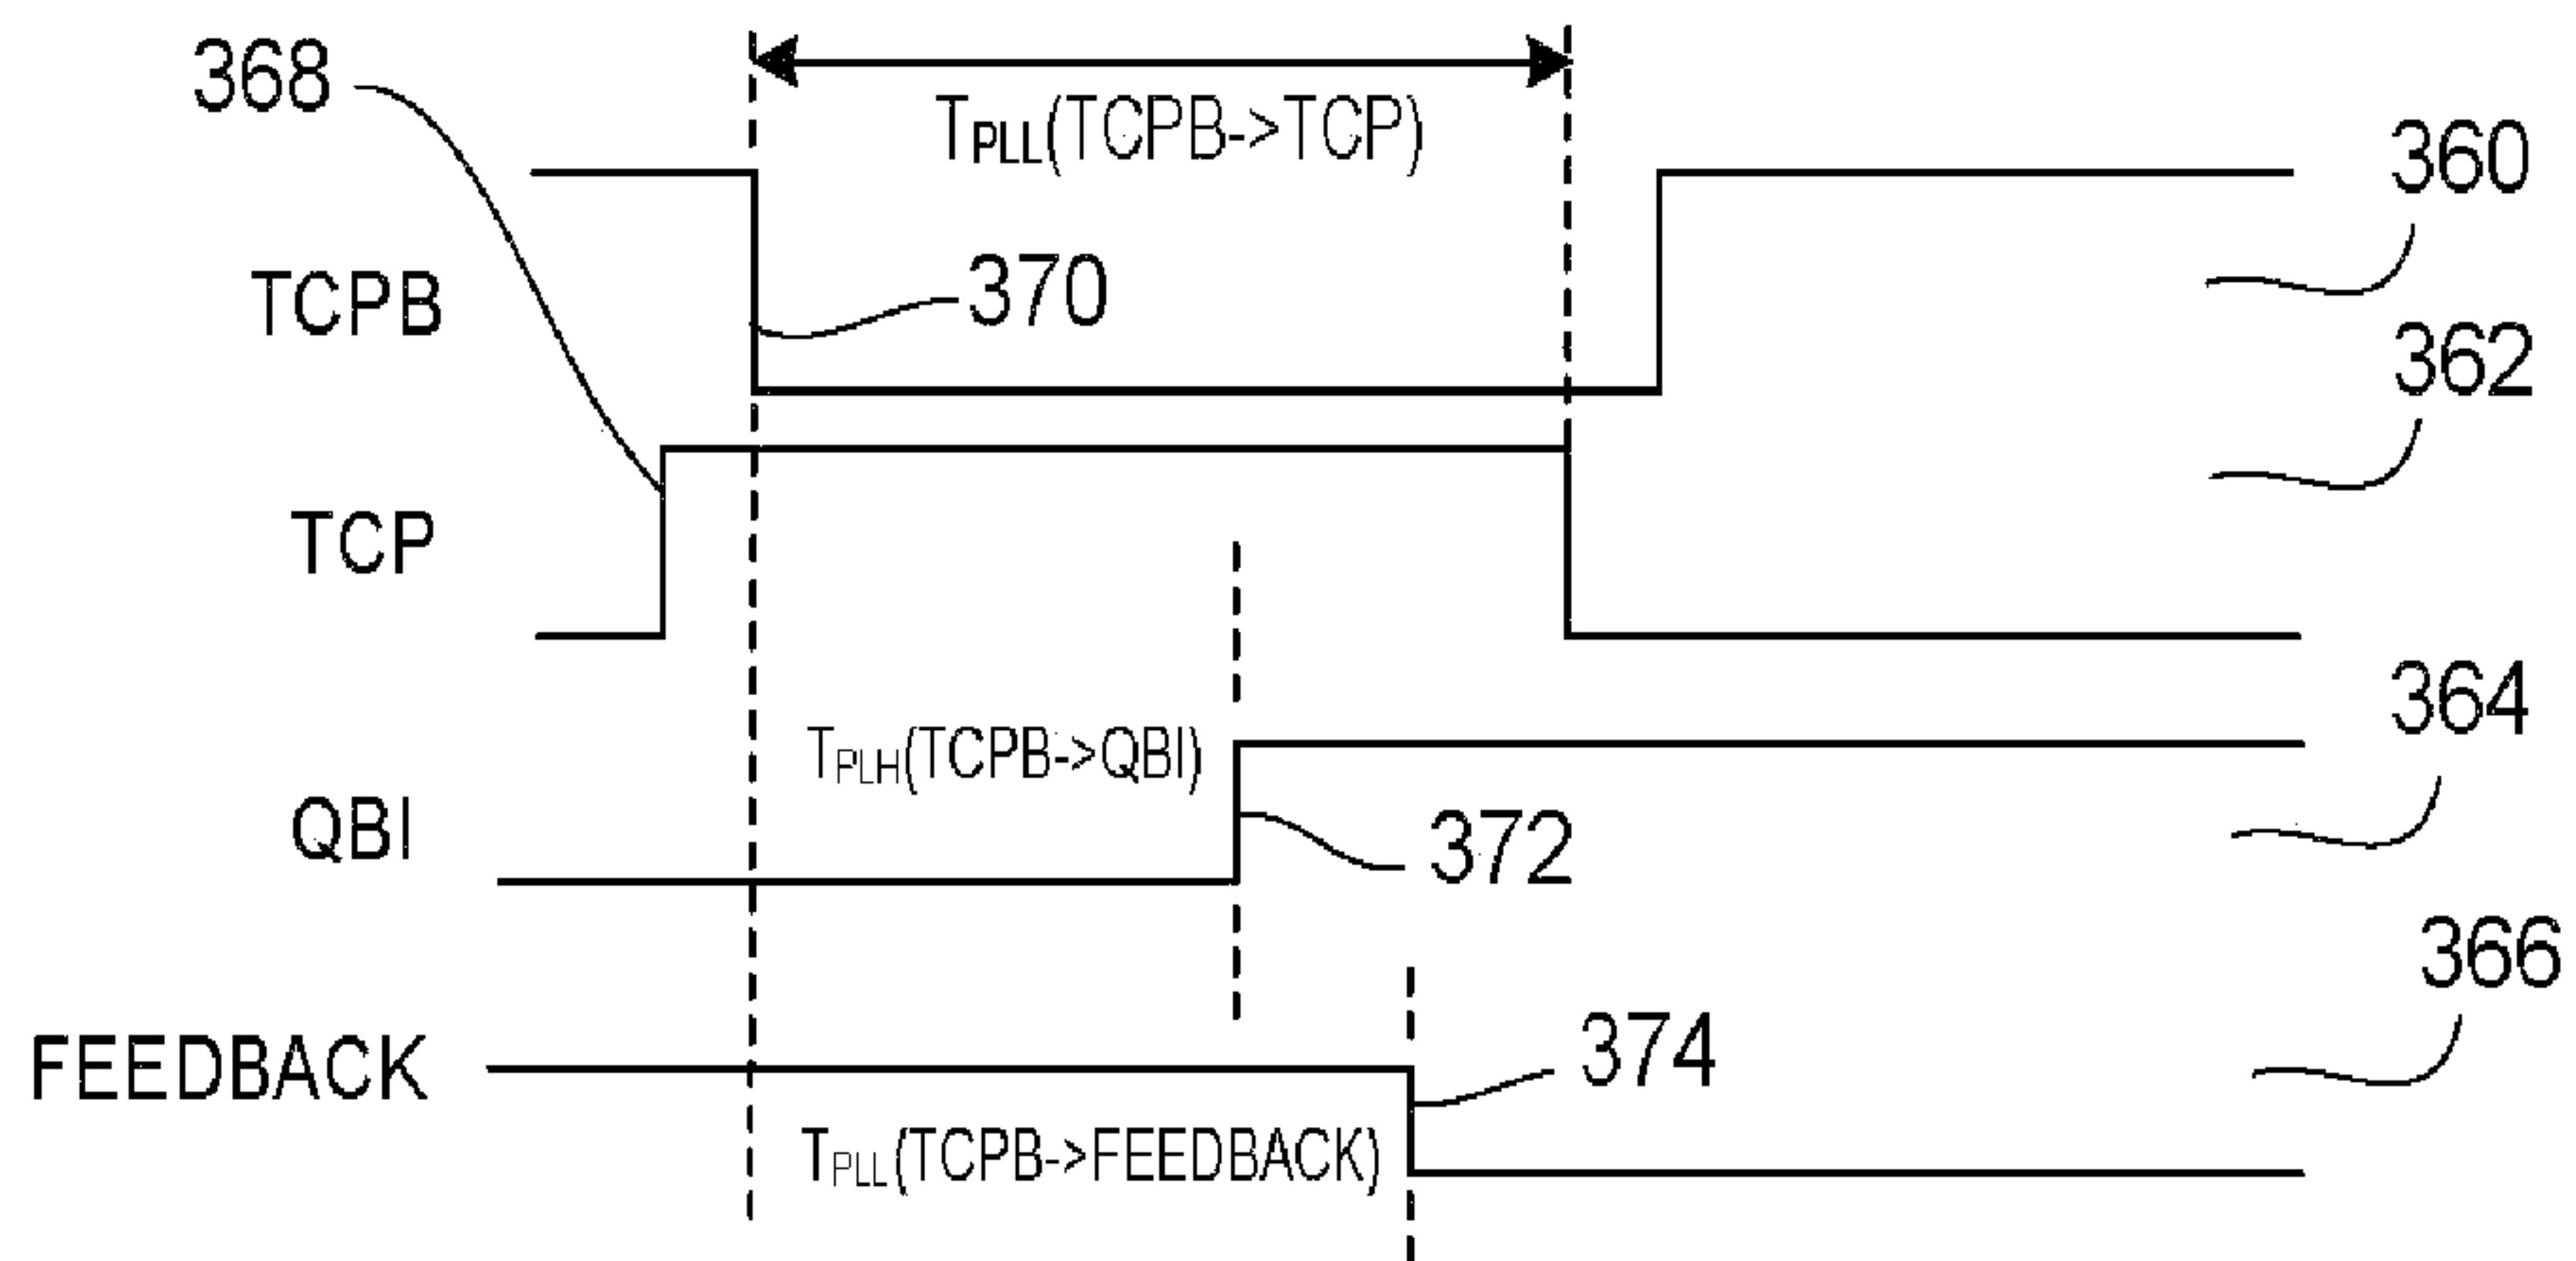 368
TPLL(TCPB->TCP)
360
TCPB
370
362
TCP
364
TPLH(TCPB->QBI)
QBI
372
366
FEEDBACK
374
TPLL(TCPB->FEEDBACK)